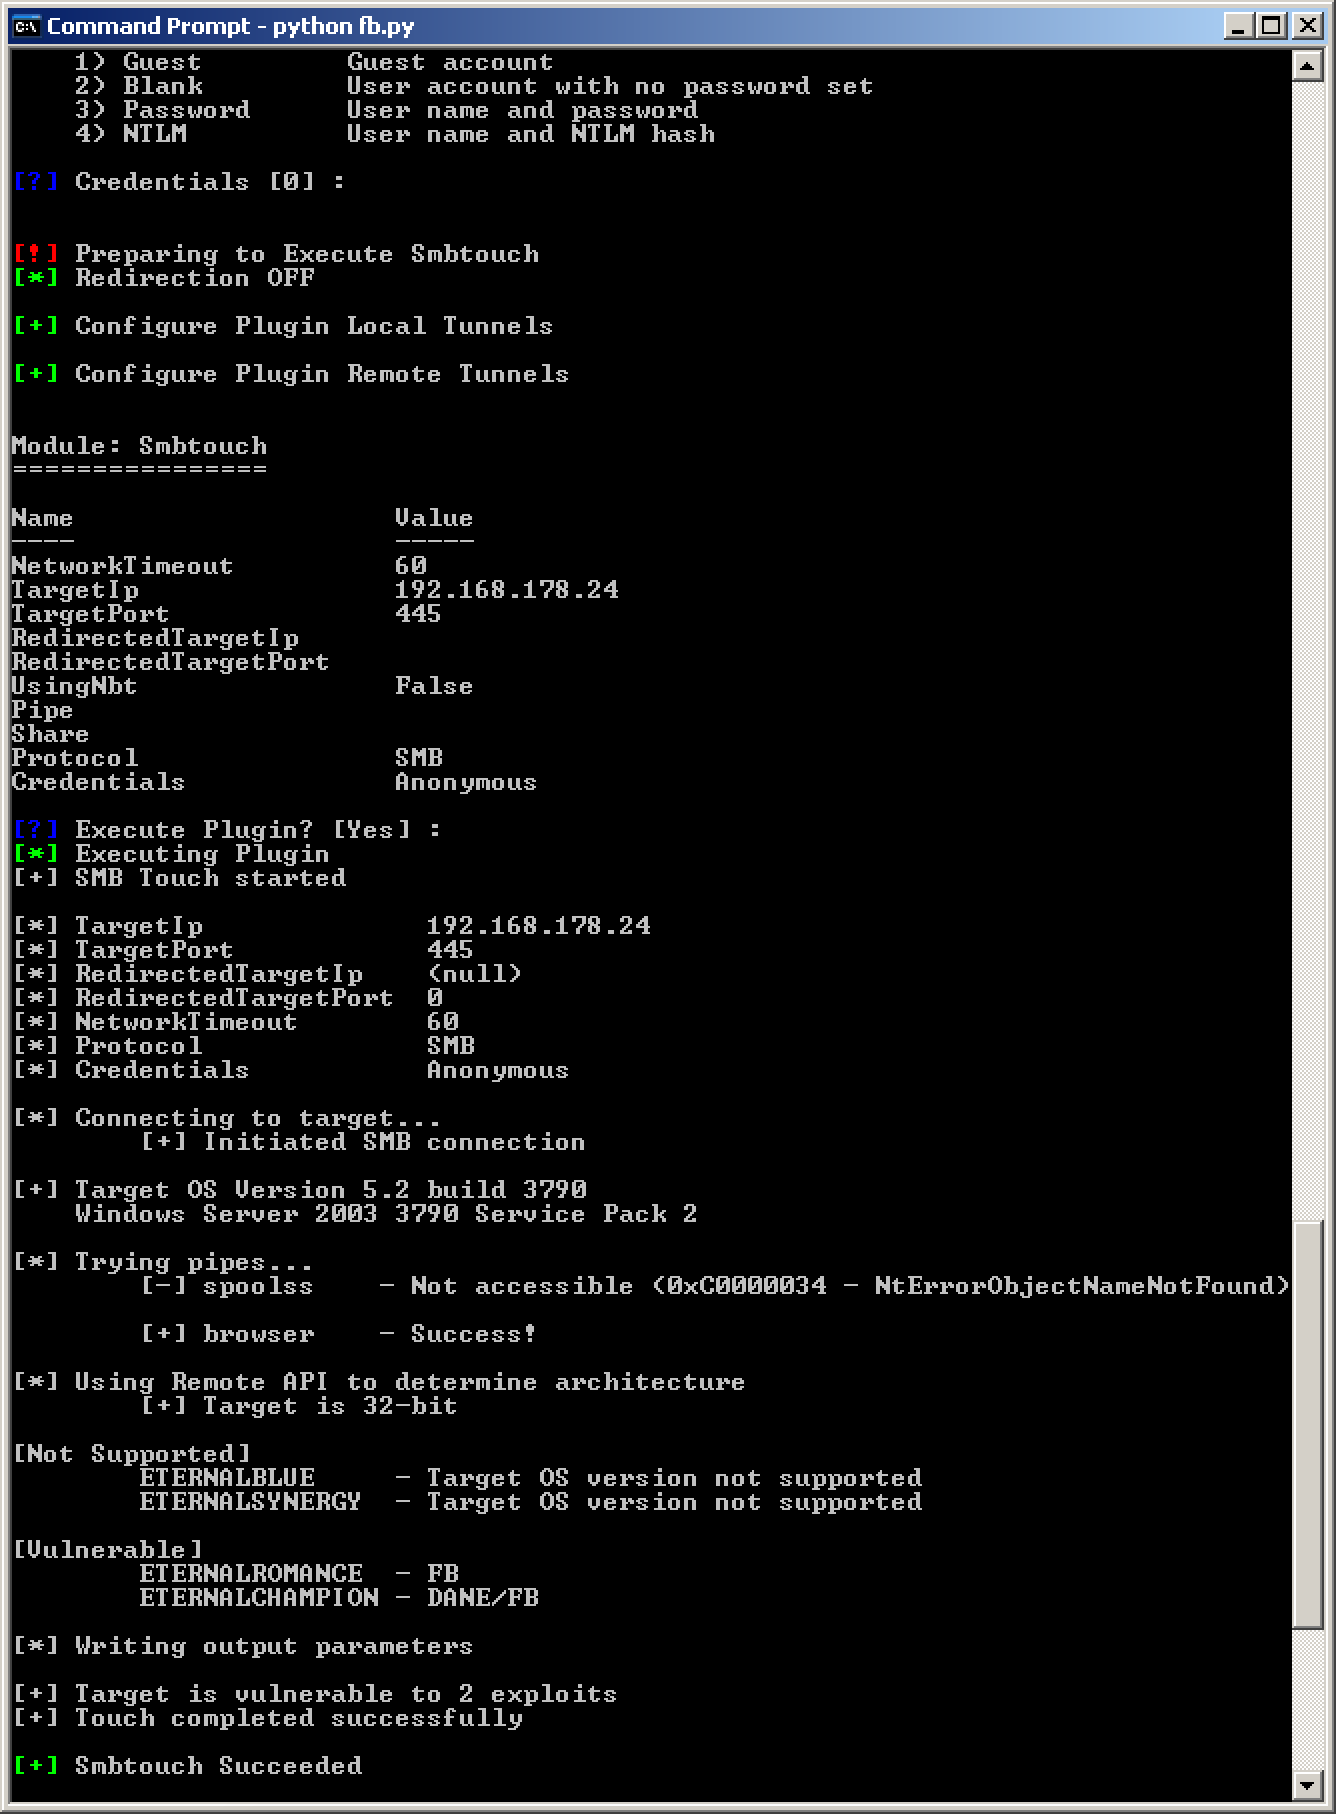 Command Prompt - python fb.py
1) Guest Guest account
2) Blank User account with no password set
3) Password User name and password
4) NTLM User name and NTLM hash
[?] Credentials [0] :
[!] Preparing to Execute Smbtouch
[*] Redirection OFF
[+] Configure Plugin Local Tunnels
[+] Configure Plugin Remote Tunnels
Module: Smbtouch
================
Name Value
---- -----
NetworkTimeout 60
TargetIp 192.168.178.24
TargetPort 445
RedirectedTargetIp
RedirectedTargetPort
UsingNbt False
Pipe
Share
Protocol SMB
Credentials Anonymous
[?] Execute Plugin? [Yes] :
[*] Executing Plugin
[+] SMB Touch started
[*] TargetIp 192.168.178.24
[*] TargetPort 445
[*] RedirectedTargetIp (null)
[*] RedirectedTargetPort 0
[*] NetworkTimeout 60
[*] Protocol SMB
[*] Credentials Anonymous
[*] Connecting to target...
[+] Initiated SMB connection
[+] Target OS Version 5.2 build 3790
Windows Server 2003 3790 Service Pack 2
[*] Trying pipes...
[-] spoolss - Not accessible (0xC0000034 - NtErrorObjectNameNotFound)
[+] browser - Success!
[*] Using Remote API to determine architecture
[+] Target is 32-bit
[Not Supported]
ETERNALBLUE - Target OS version not supported
ETERNALSYNERGY - Target OS version not supported
[Vulnerable]
ETERNALROMANCE - FB
ETERNALCHAMPION - DANE/FB
[*] Writing output parameters
[+] Target is vulnerable to 2 exploits
[+] Touch completed successfully
[+] Smbtouch Succeeded